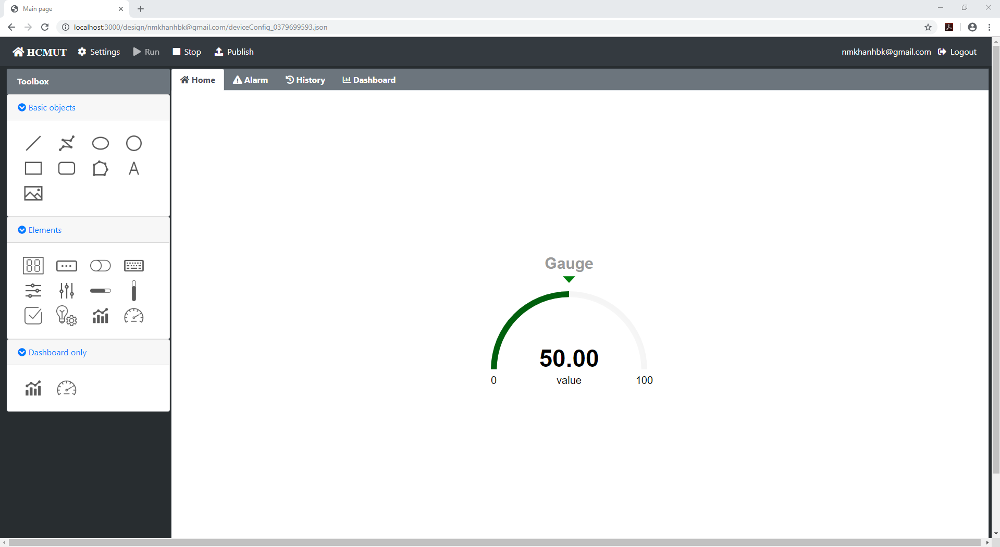 Main page
localhost:3000/design/nmkhanhbk@gmail.com/deviceConfig_0379699593.json
HCMUT Settings Run Stop Publish nmkhanhbk@gmail.com Logout
Toolbox
Home Alarm History Dashboard
Basic objects
A
Elements
88
Dashboard only
Gauge
50.00
0 value 100